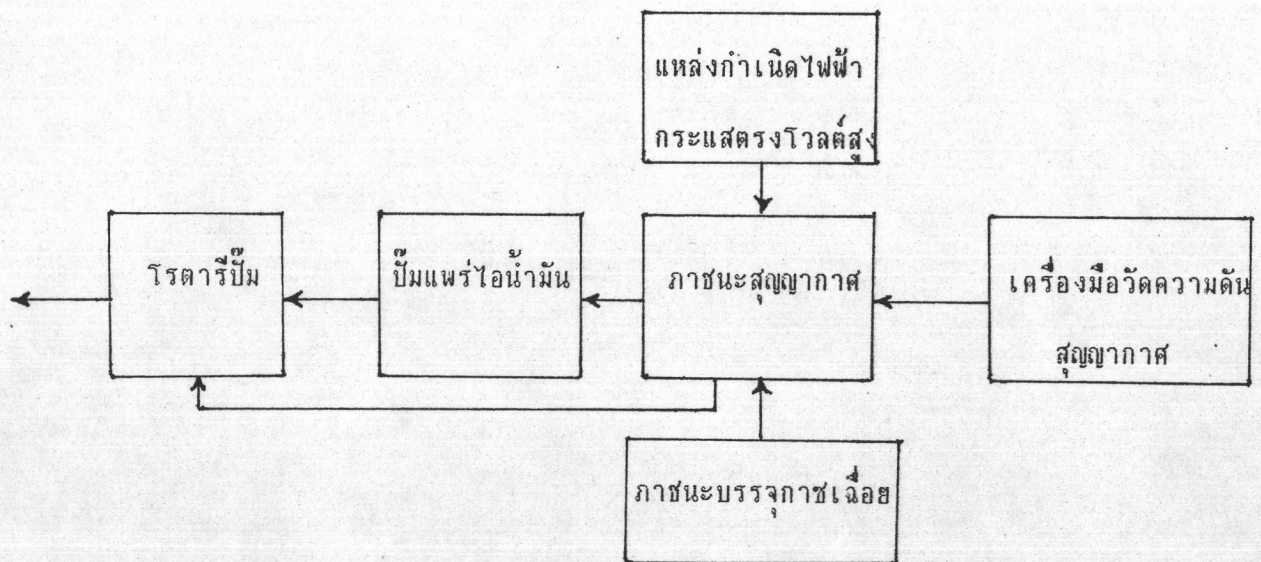 แหล่งกำเนิดไฟฟ้า
กระแสตรงโวลต์สูง
โรตารีปั๊ม
ปั๊มแพร่ไอน้ำมัน
ภาชนะสุญญากาศ
เครื่องมือวัดความดัน
สุญญากาศ
ภาชนะบรรจุกาซเฉื่อย